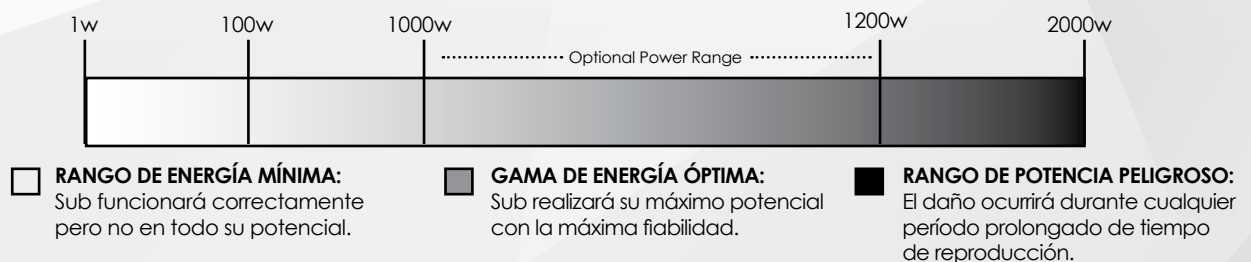 1w 100w 1000w 1200w 2000w
Optional Power Range
RANGO DE ENERGÍA MÍNIMA:
Sub funcionará correctamente
pero no en todo su potencial.
GAMA DE ENERGÍA ÓPTIMA:
Sub realizará su máximo potencial
con la máxima fiabilidad.
RANGO DE POTENCIA PELIGROSO:
El daño ocurrirá durante cualquier
período prolongado de tiempo
de reproducción.